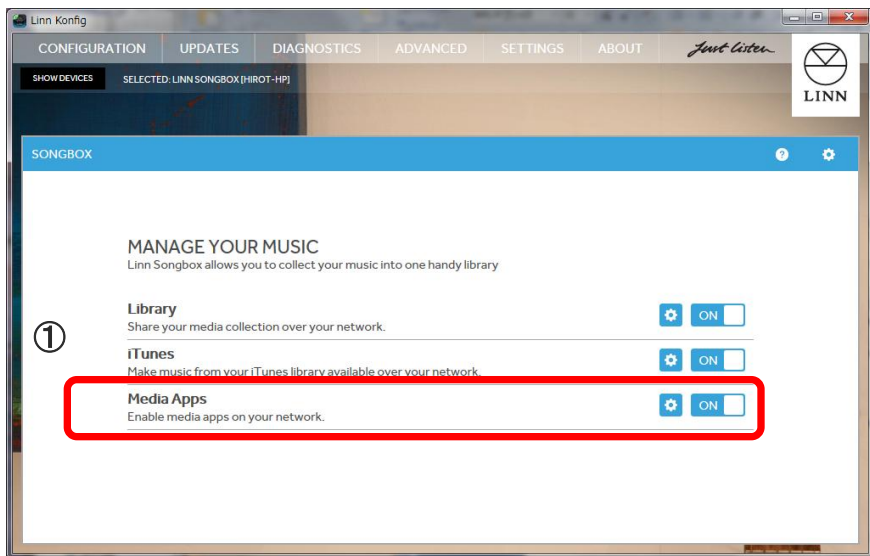 Linn Konfig
CONFIGURATION UPDATES DIAGNOSTICS ADVANCED SETTINGS ABOUT Just listen
SHOW DEVICES SELECTED: LINN SONGBOX [HIROT-HP]
LINN
SONGBOX
MANAGE YOUR MUSIC
Linn Songbox allows you to collect your music into one handy library
Library
ON
Share your media collection over your network.
①
iTunes
ON
Make music from your iTunes library available over your network.
Media Apps
ON
Enable media apps on your network.